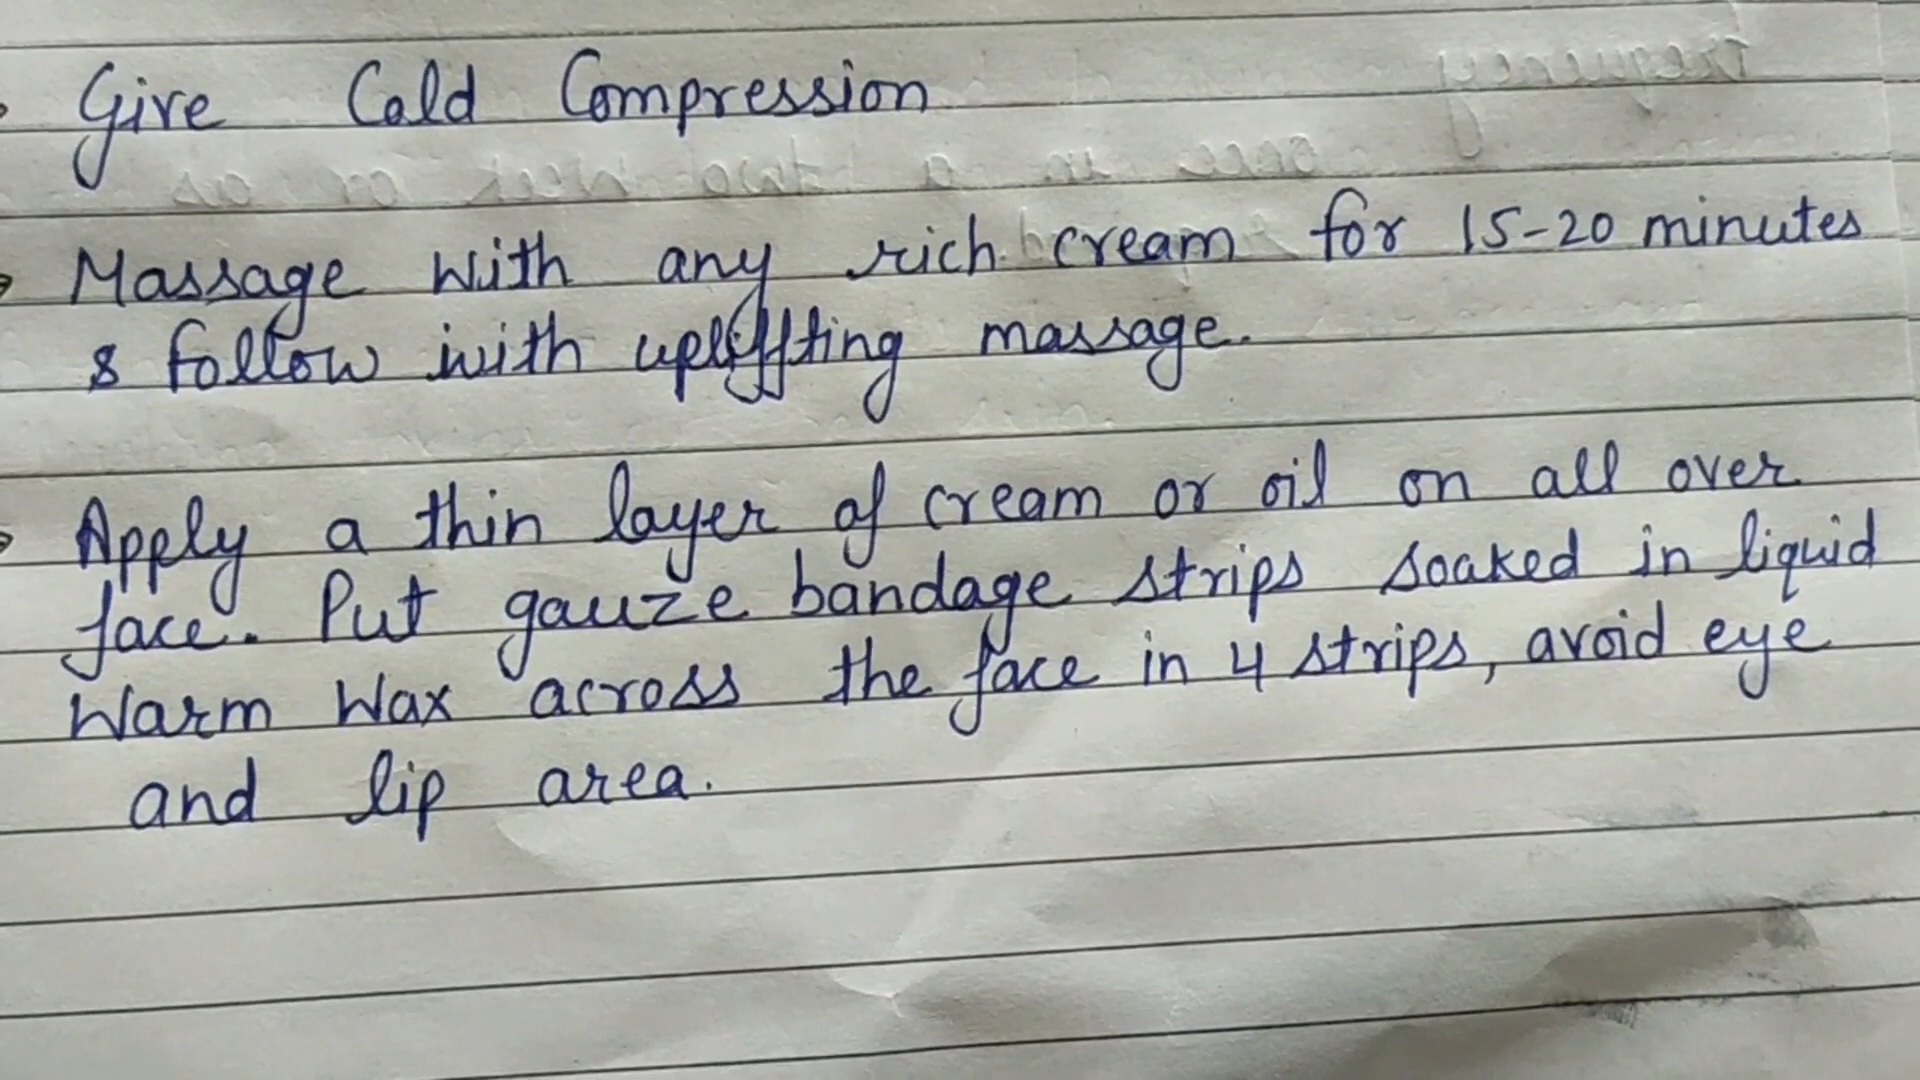 Give Cold Compression
Massage with any rich cream for 15-20 minutes
& follow with upliffting massage.
Apply a thin layer of cream or oil on all over
face. Put gauze bandage strips soaked in liquid
warm wax across the face in 4 strips, avoid eye
and lip area.